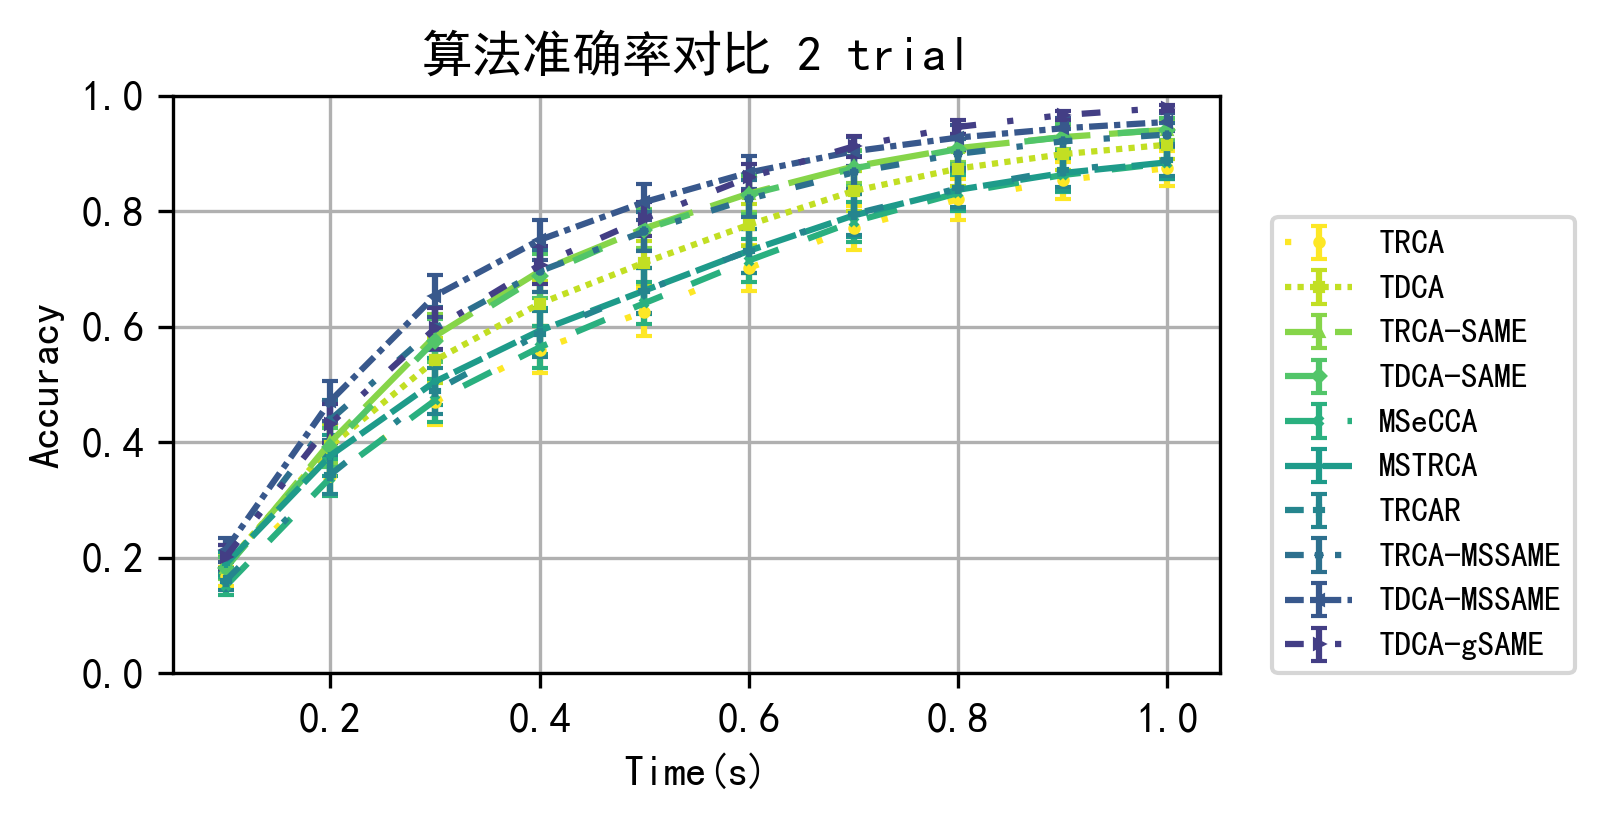 算法准确率对比 2 trial
1.0
0.8
0.6
0.4
0.2
0.0
Accuracy
0.2 0.4 0.6 0.8 1.0
Time(s)
TRCA
TDCA
TRCA-SAME
TDCA-SAME
MSeCCA
MSTRCA
TRCAR
TRCA-MSSAME
TDCA-MSSAME
TDCA-gSAME